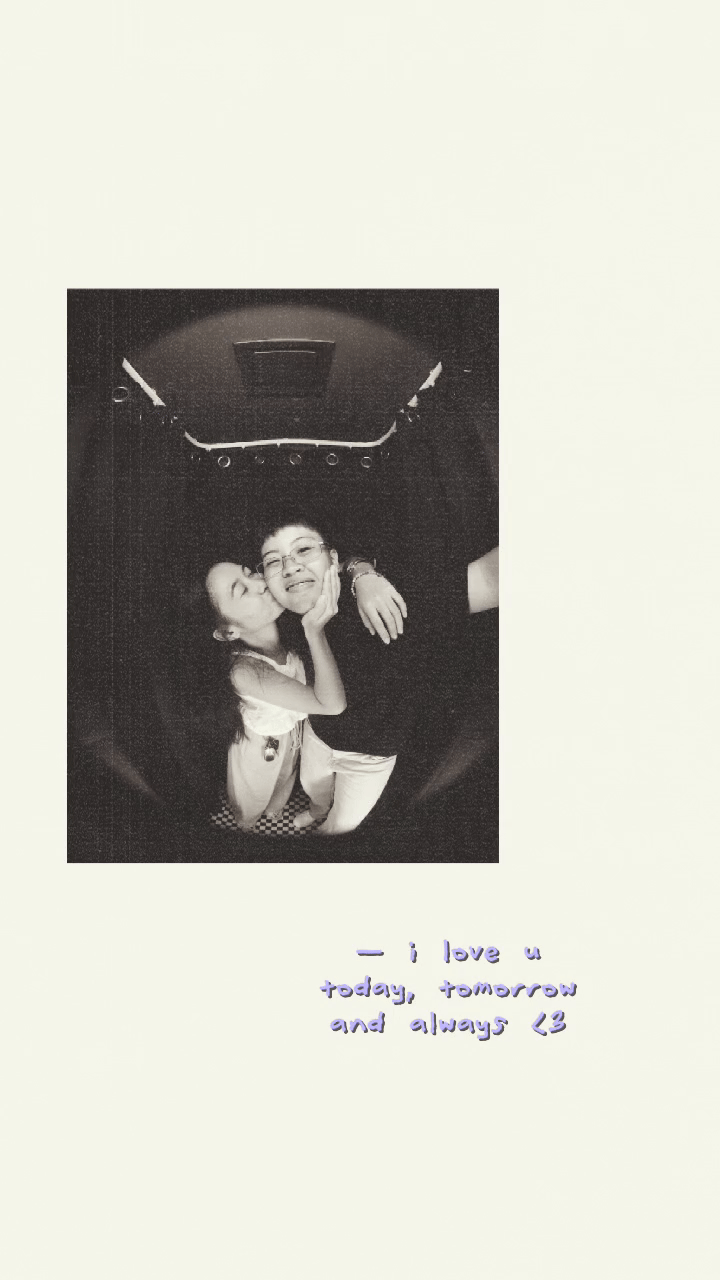 — i love u
today, tomorrow
and always <3